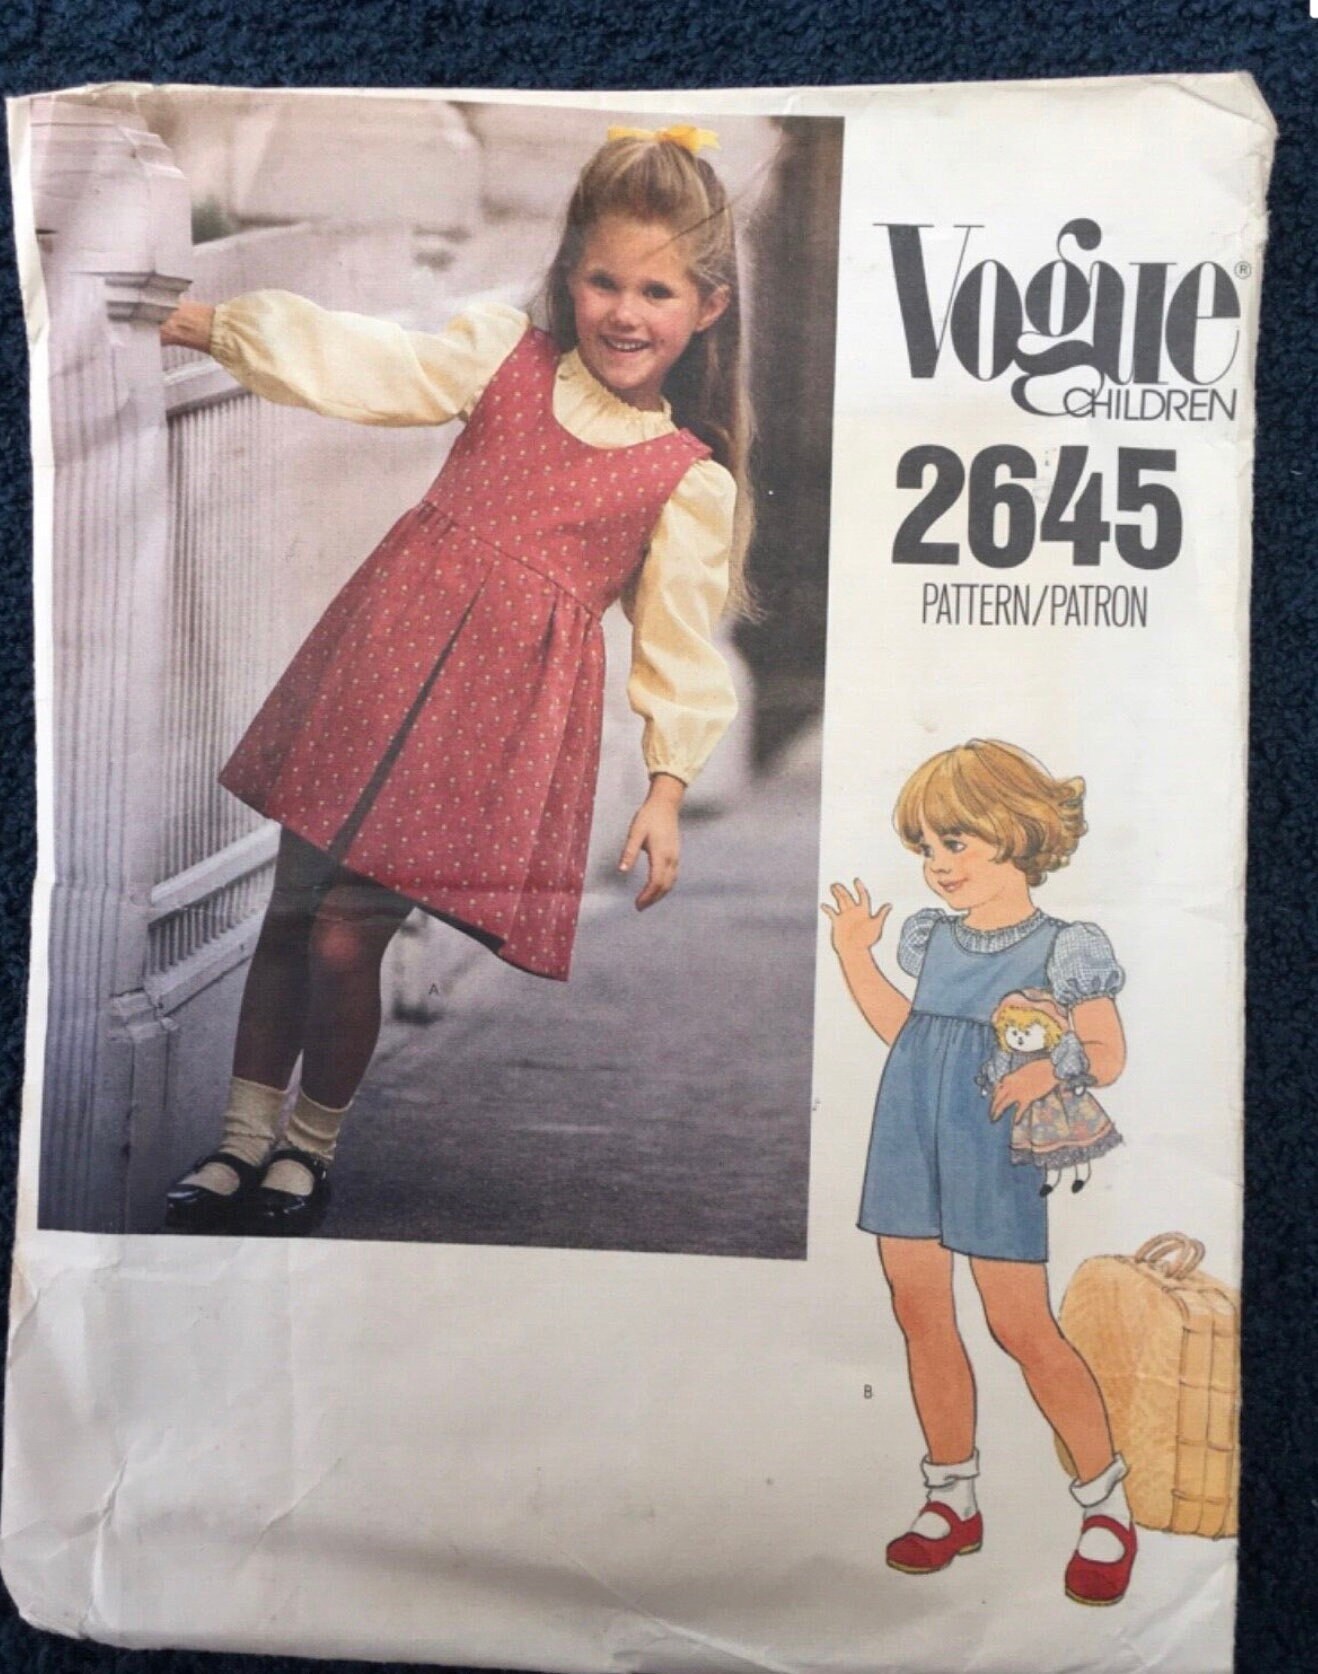 Vogue®
CHILDREN
2645
PATTERN/PATRON
A
B